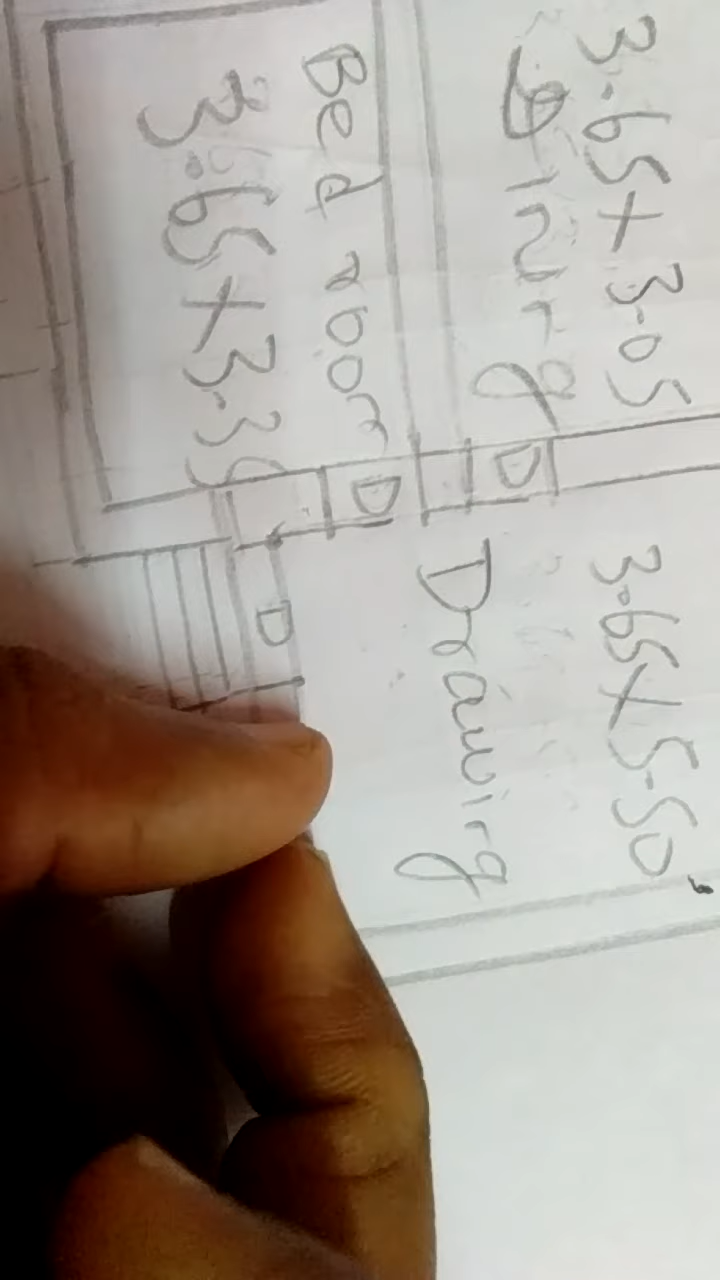 3.65 x 3.05
Dining
D
Bed room
3.65 x 3.35
D
3.65 x 5.50
Drawing
D